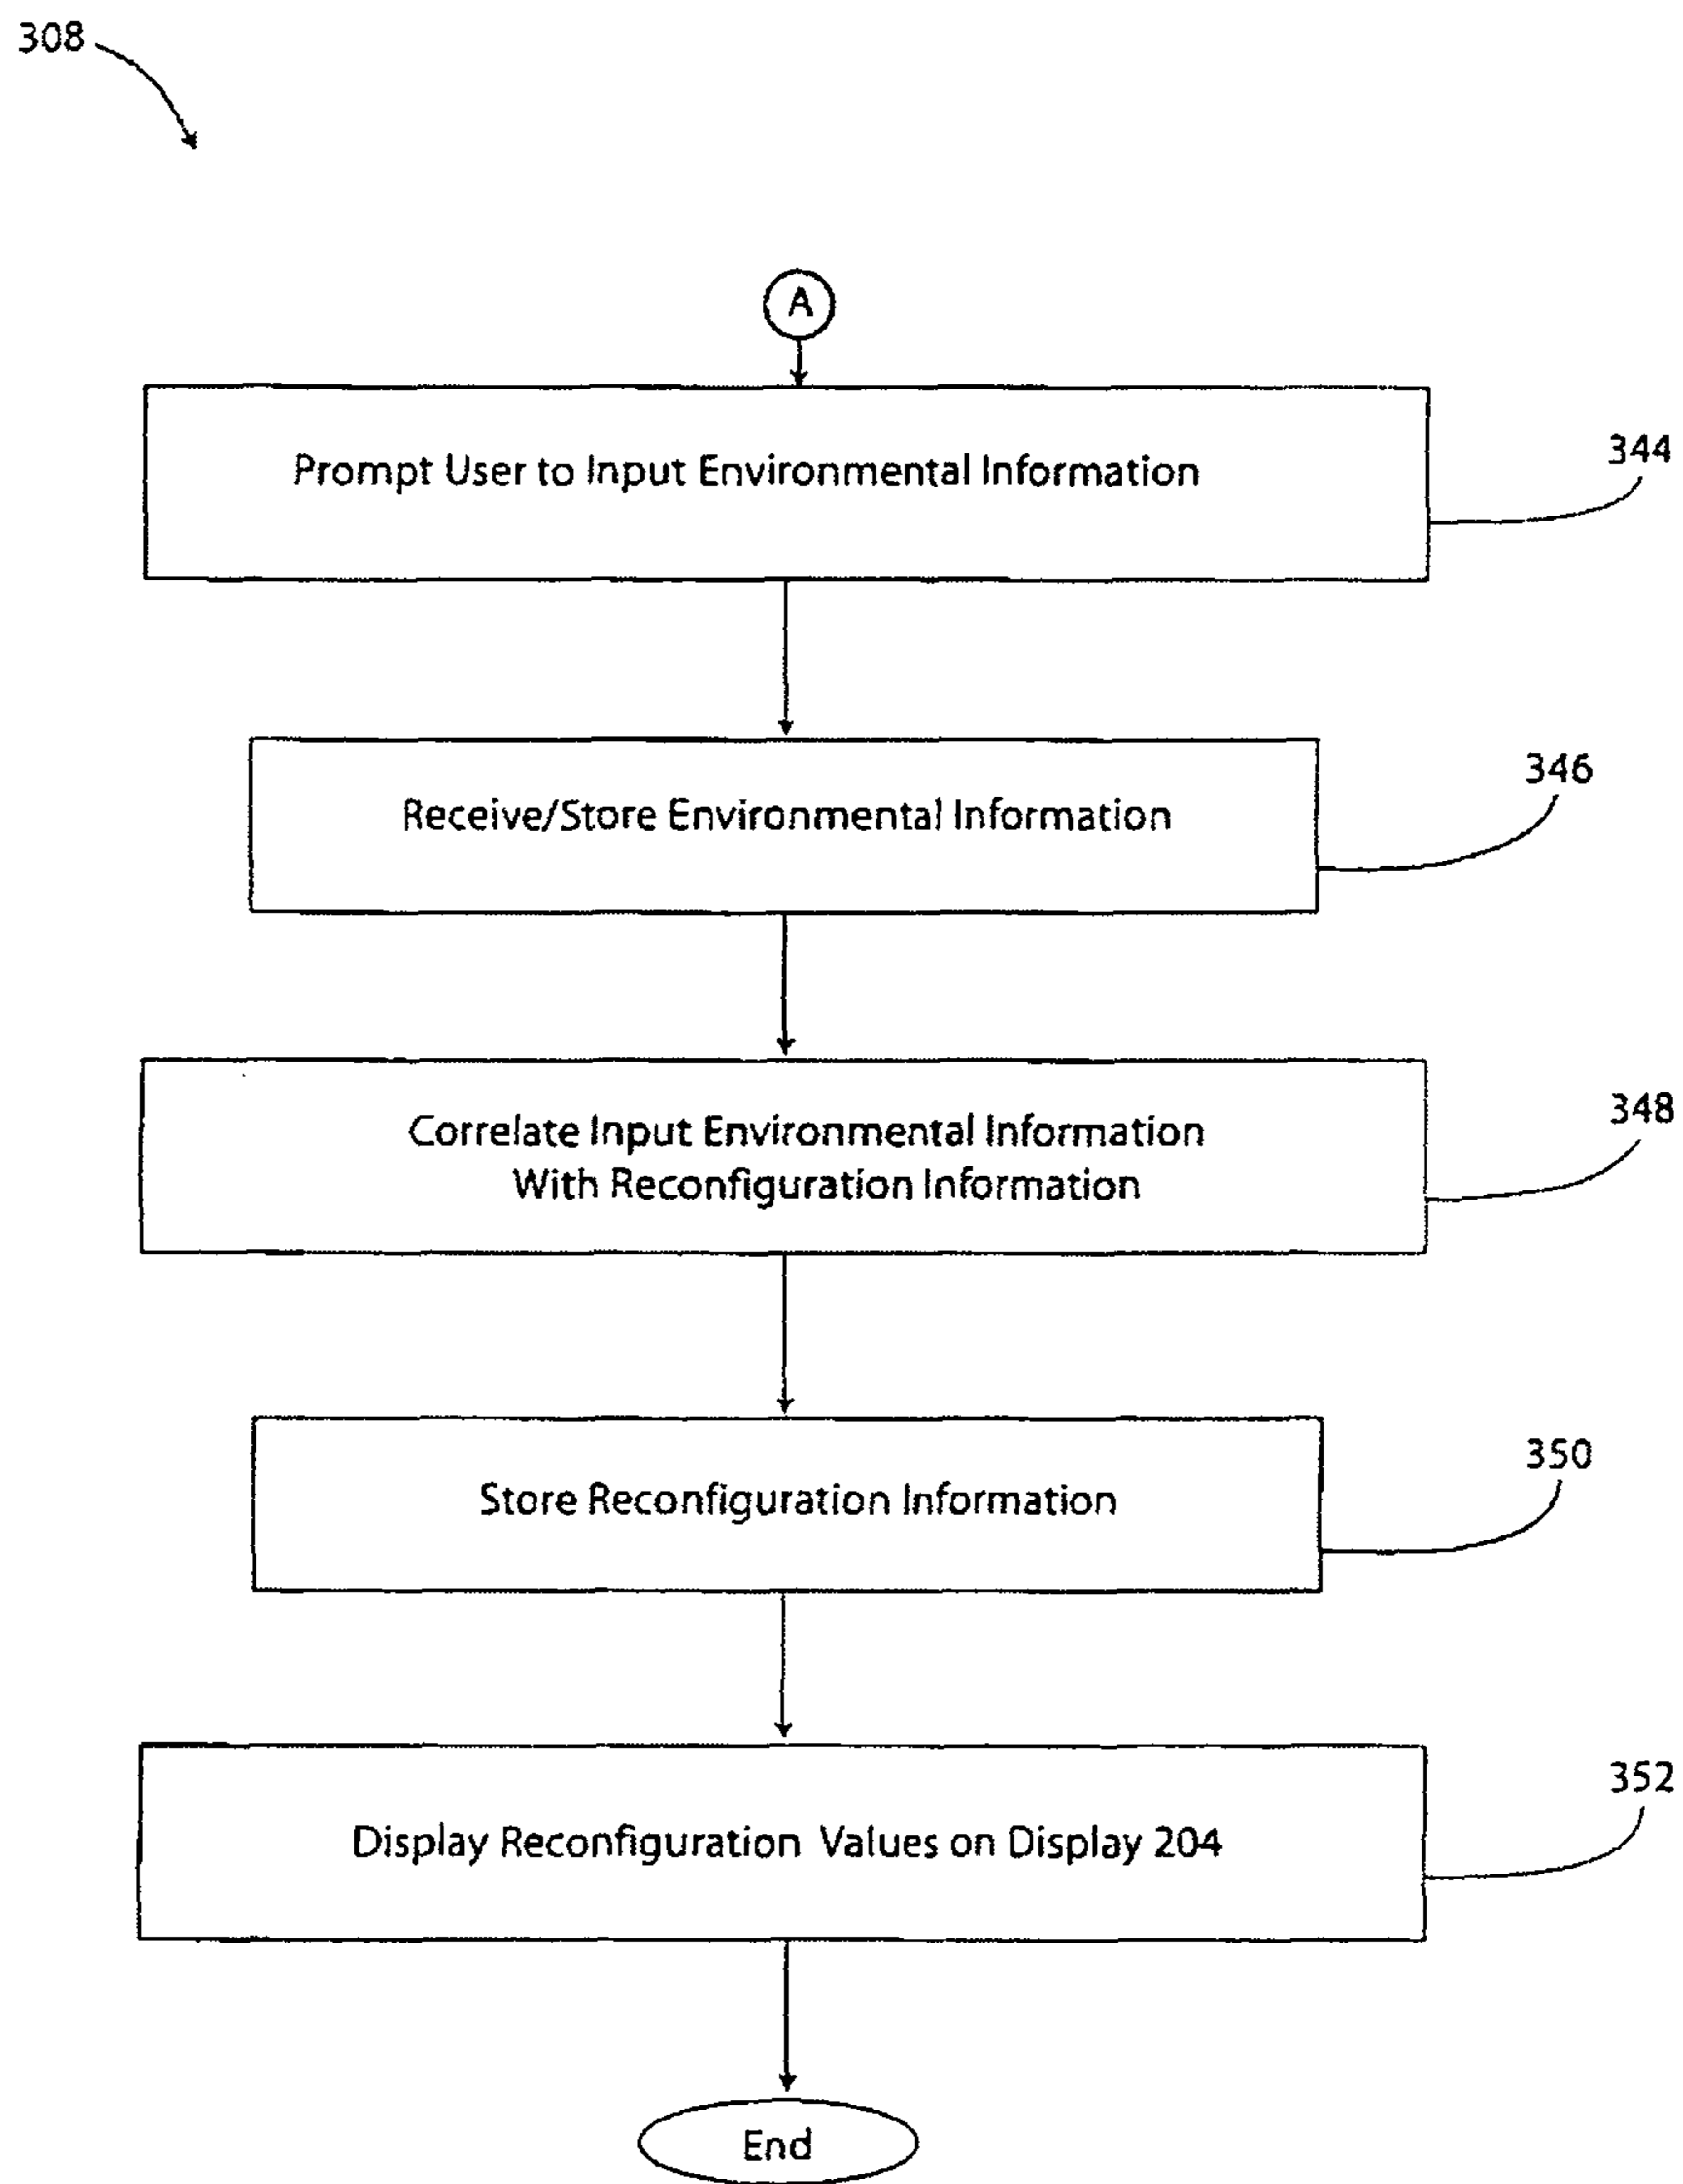 308
A
Prompt User to Input Environmental Information
344
Receive/Store Environmental Information
346
Correlate Input Environmental Information
With Reconfiguration Information
348
Store Reconfiguration Information
350
Display Reconfiguration Values on Display 204
352
End